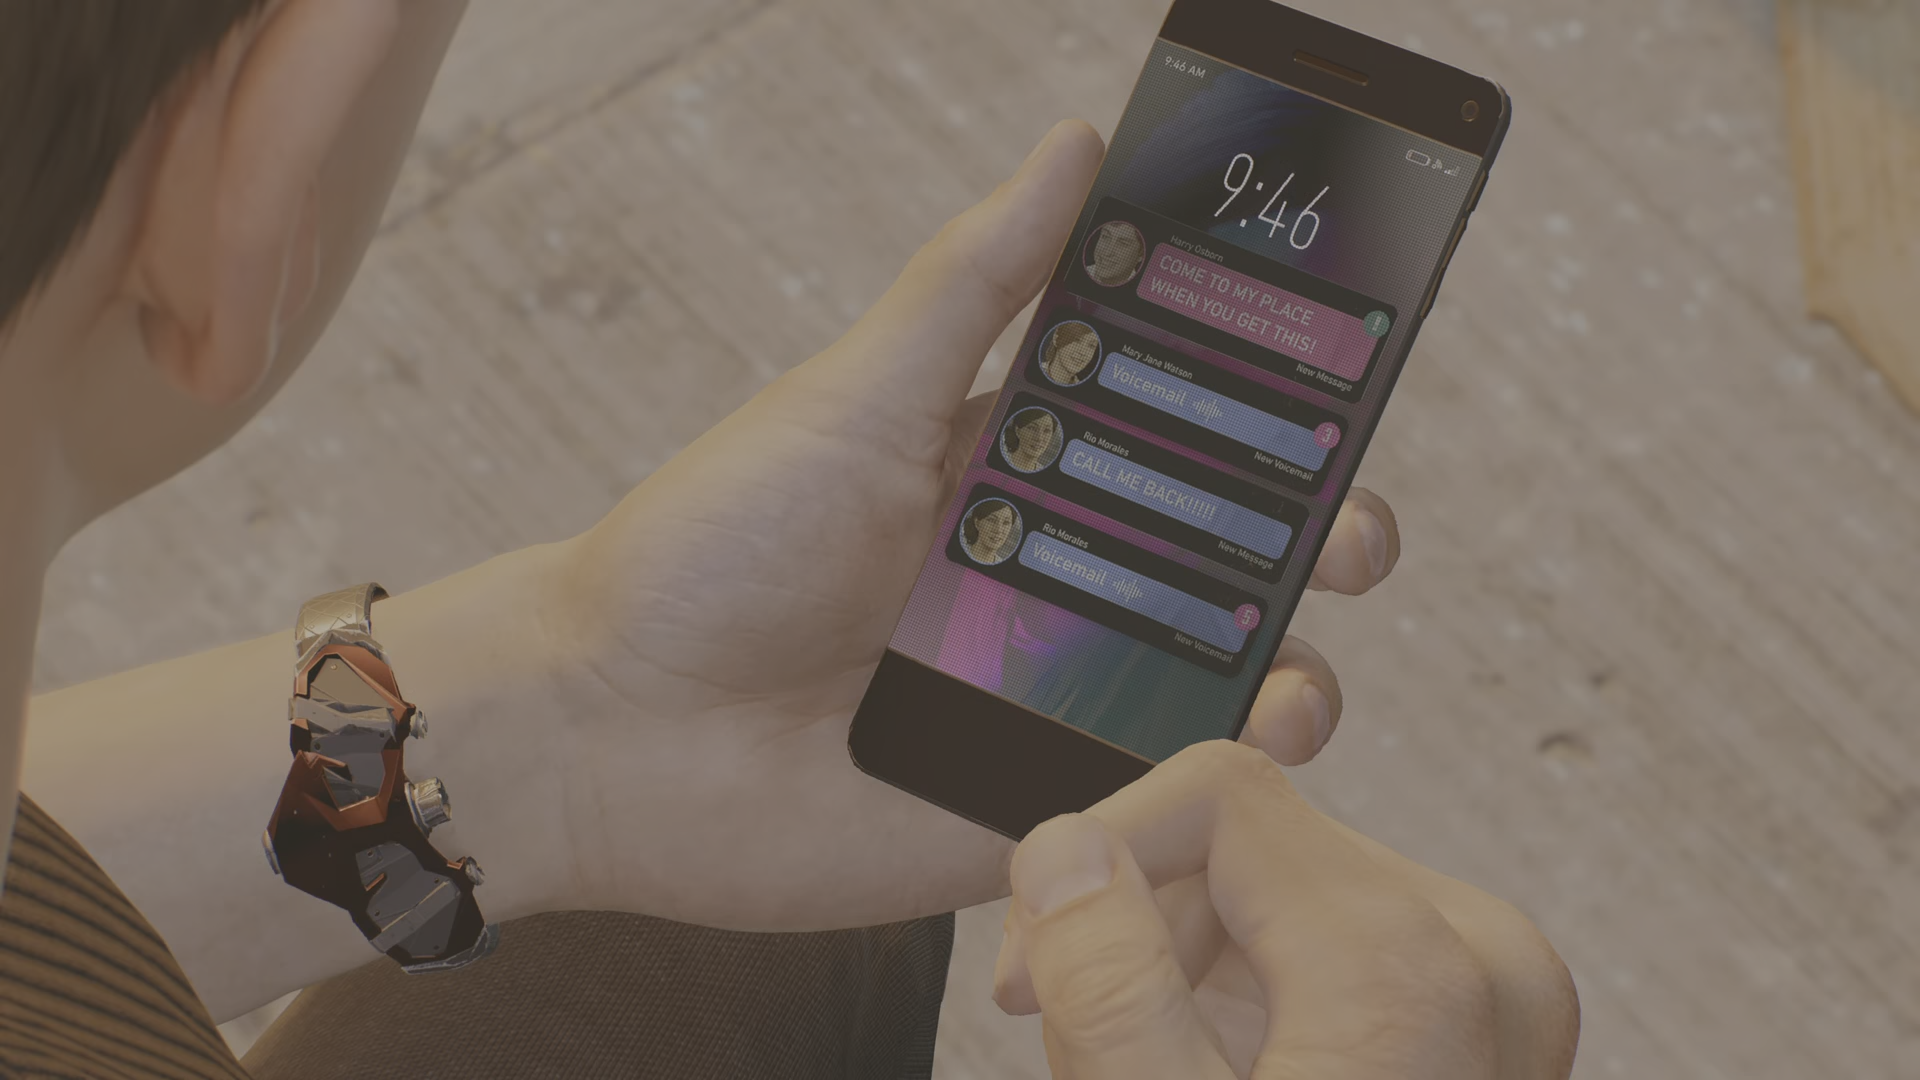 9:46 AM
9:46
Harry Osborn
COME TO MY PLACE
WHEN YOU GET THIS!
!
New Message
Mary Jane Watson
Voicemail
3
New Voicemail
Rio Morales
CALL ME BACK!!!!!
New Message
Rio Morales
Voicemail
5
New Voicemail